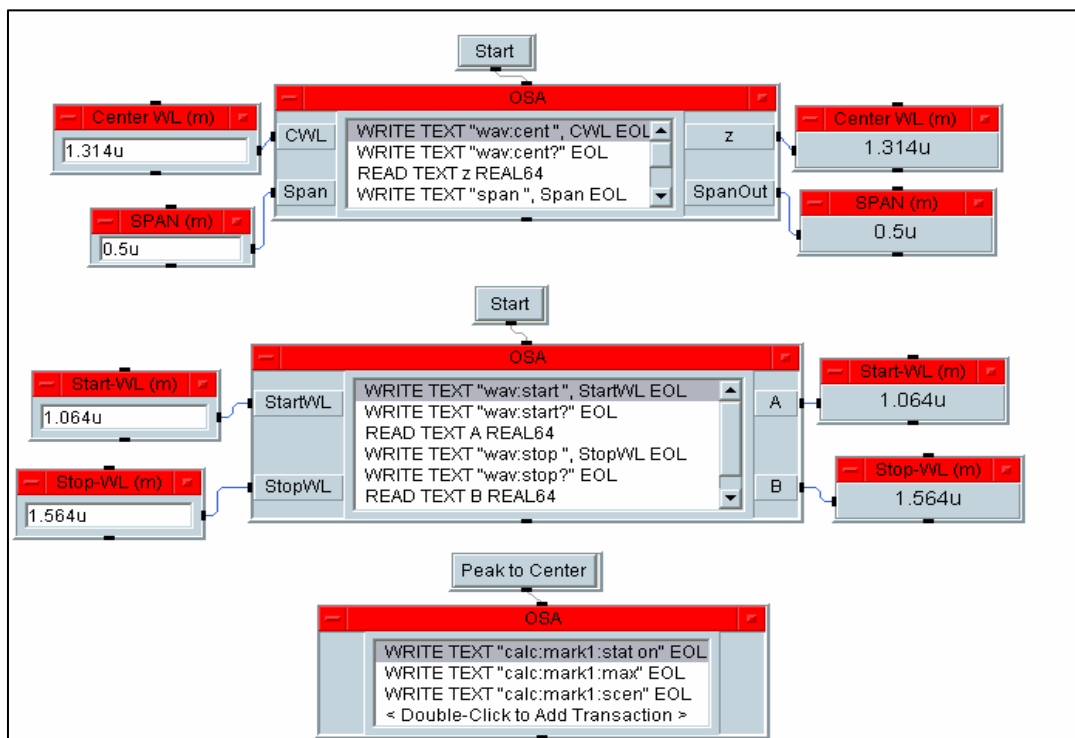 Start
OSA
Center WL (m)
1.314u
CWL
WRITE TEXT "wav:cent ", CWL EOL
WRITE TEXT "wav:cent?" EOL
READ TEXT z REAL64
WRITE TEXT "span ", Span EOL
z
Center WL (m)
1.314u
SPAN (m)
0.5u
Span
SpanOut
SPAN (m)
0.5u
Start
OSA
Start-WL (m)
1.064u
StartWL
WRITE TEXT "wav:start ", StartWL EOL
WRITE TEXT "wav:start?" EOL
READ TEXT A REAL64
WRITE TEXT "wav:stop ", StopWL EOL
WRITE TEXT "wav:stop?" EOL
READ TEXT B REAL64
A
Start-WL (m)
1.064u
Stop-WL (m)
1.564u
StopWL
B
Stop-WL (m)
1.564u
Peak to Center
OSA
WRITE TEXT "calc:mark1:stat on" EOL
WRITE TEXT "calc:mark1:max" EOL
WRITE TEXT "calc:mark1:scen" EOL
< Double-Click to Add Transaction >